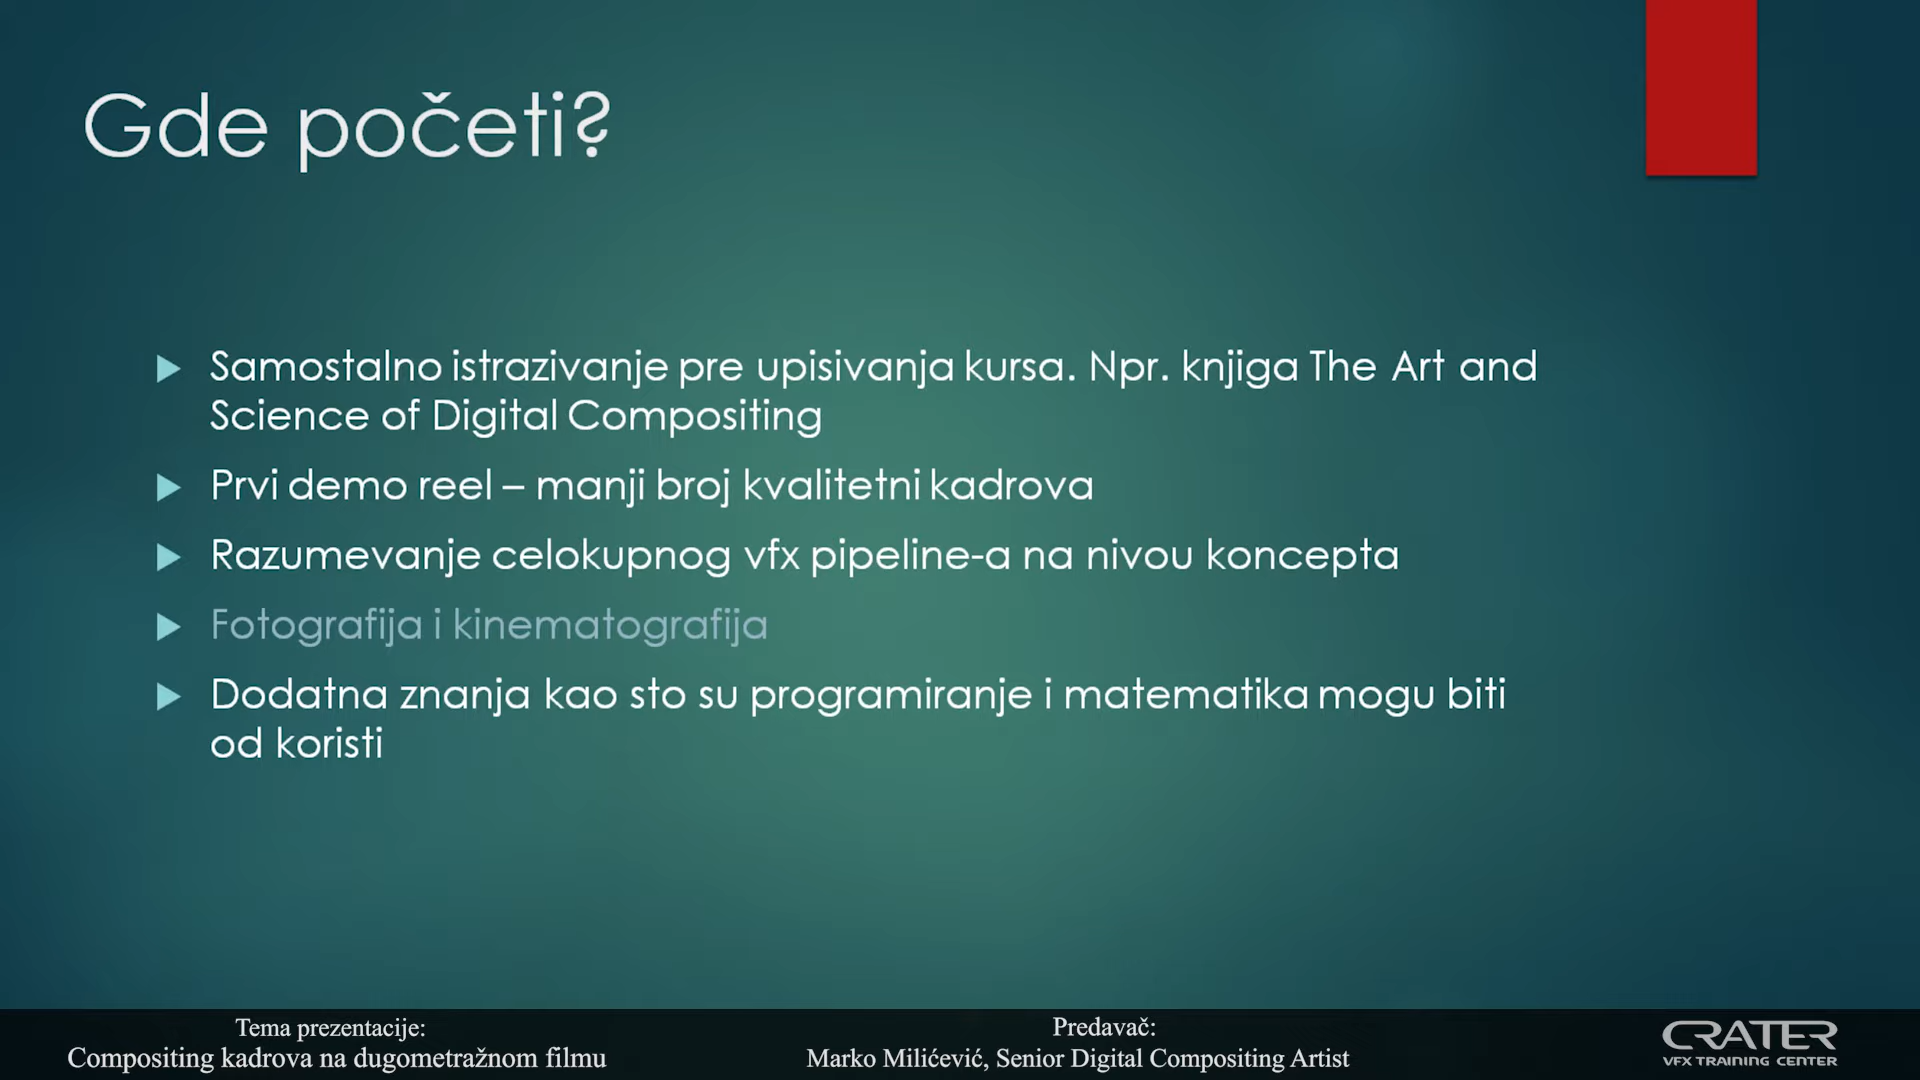 Gde početi?
Samostalno istrazivanje pre upisivanja kursa. Npr. knjiga The Art and
Science of Digital Compositing
Prvi demo reel – manji broj kvalitetni kadrova
Razumevanje celokupnog vfx pipeline-a na nivou koncepta
Fotografija i kinematografija
Dodatna znanja kao sto su programiranje i matematika mogu biti
od koristi
Tema prezentacije:
Compositing kadrova na dugometražnom filmu
Predavač:
Marko Milićević, Senior Digital Compositing Artist
CRATER
VFX TRAINING CENTER